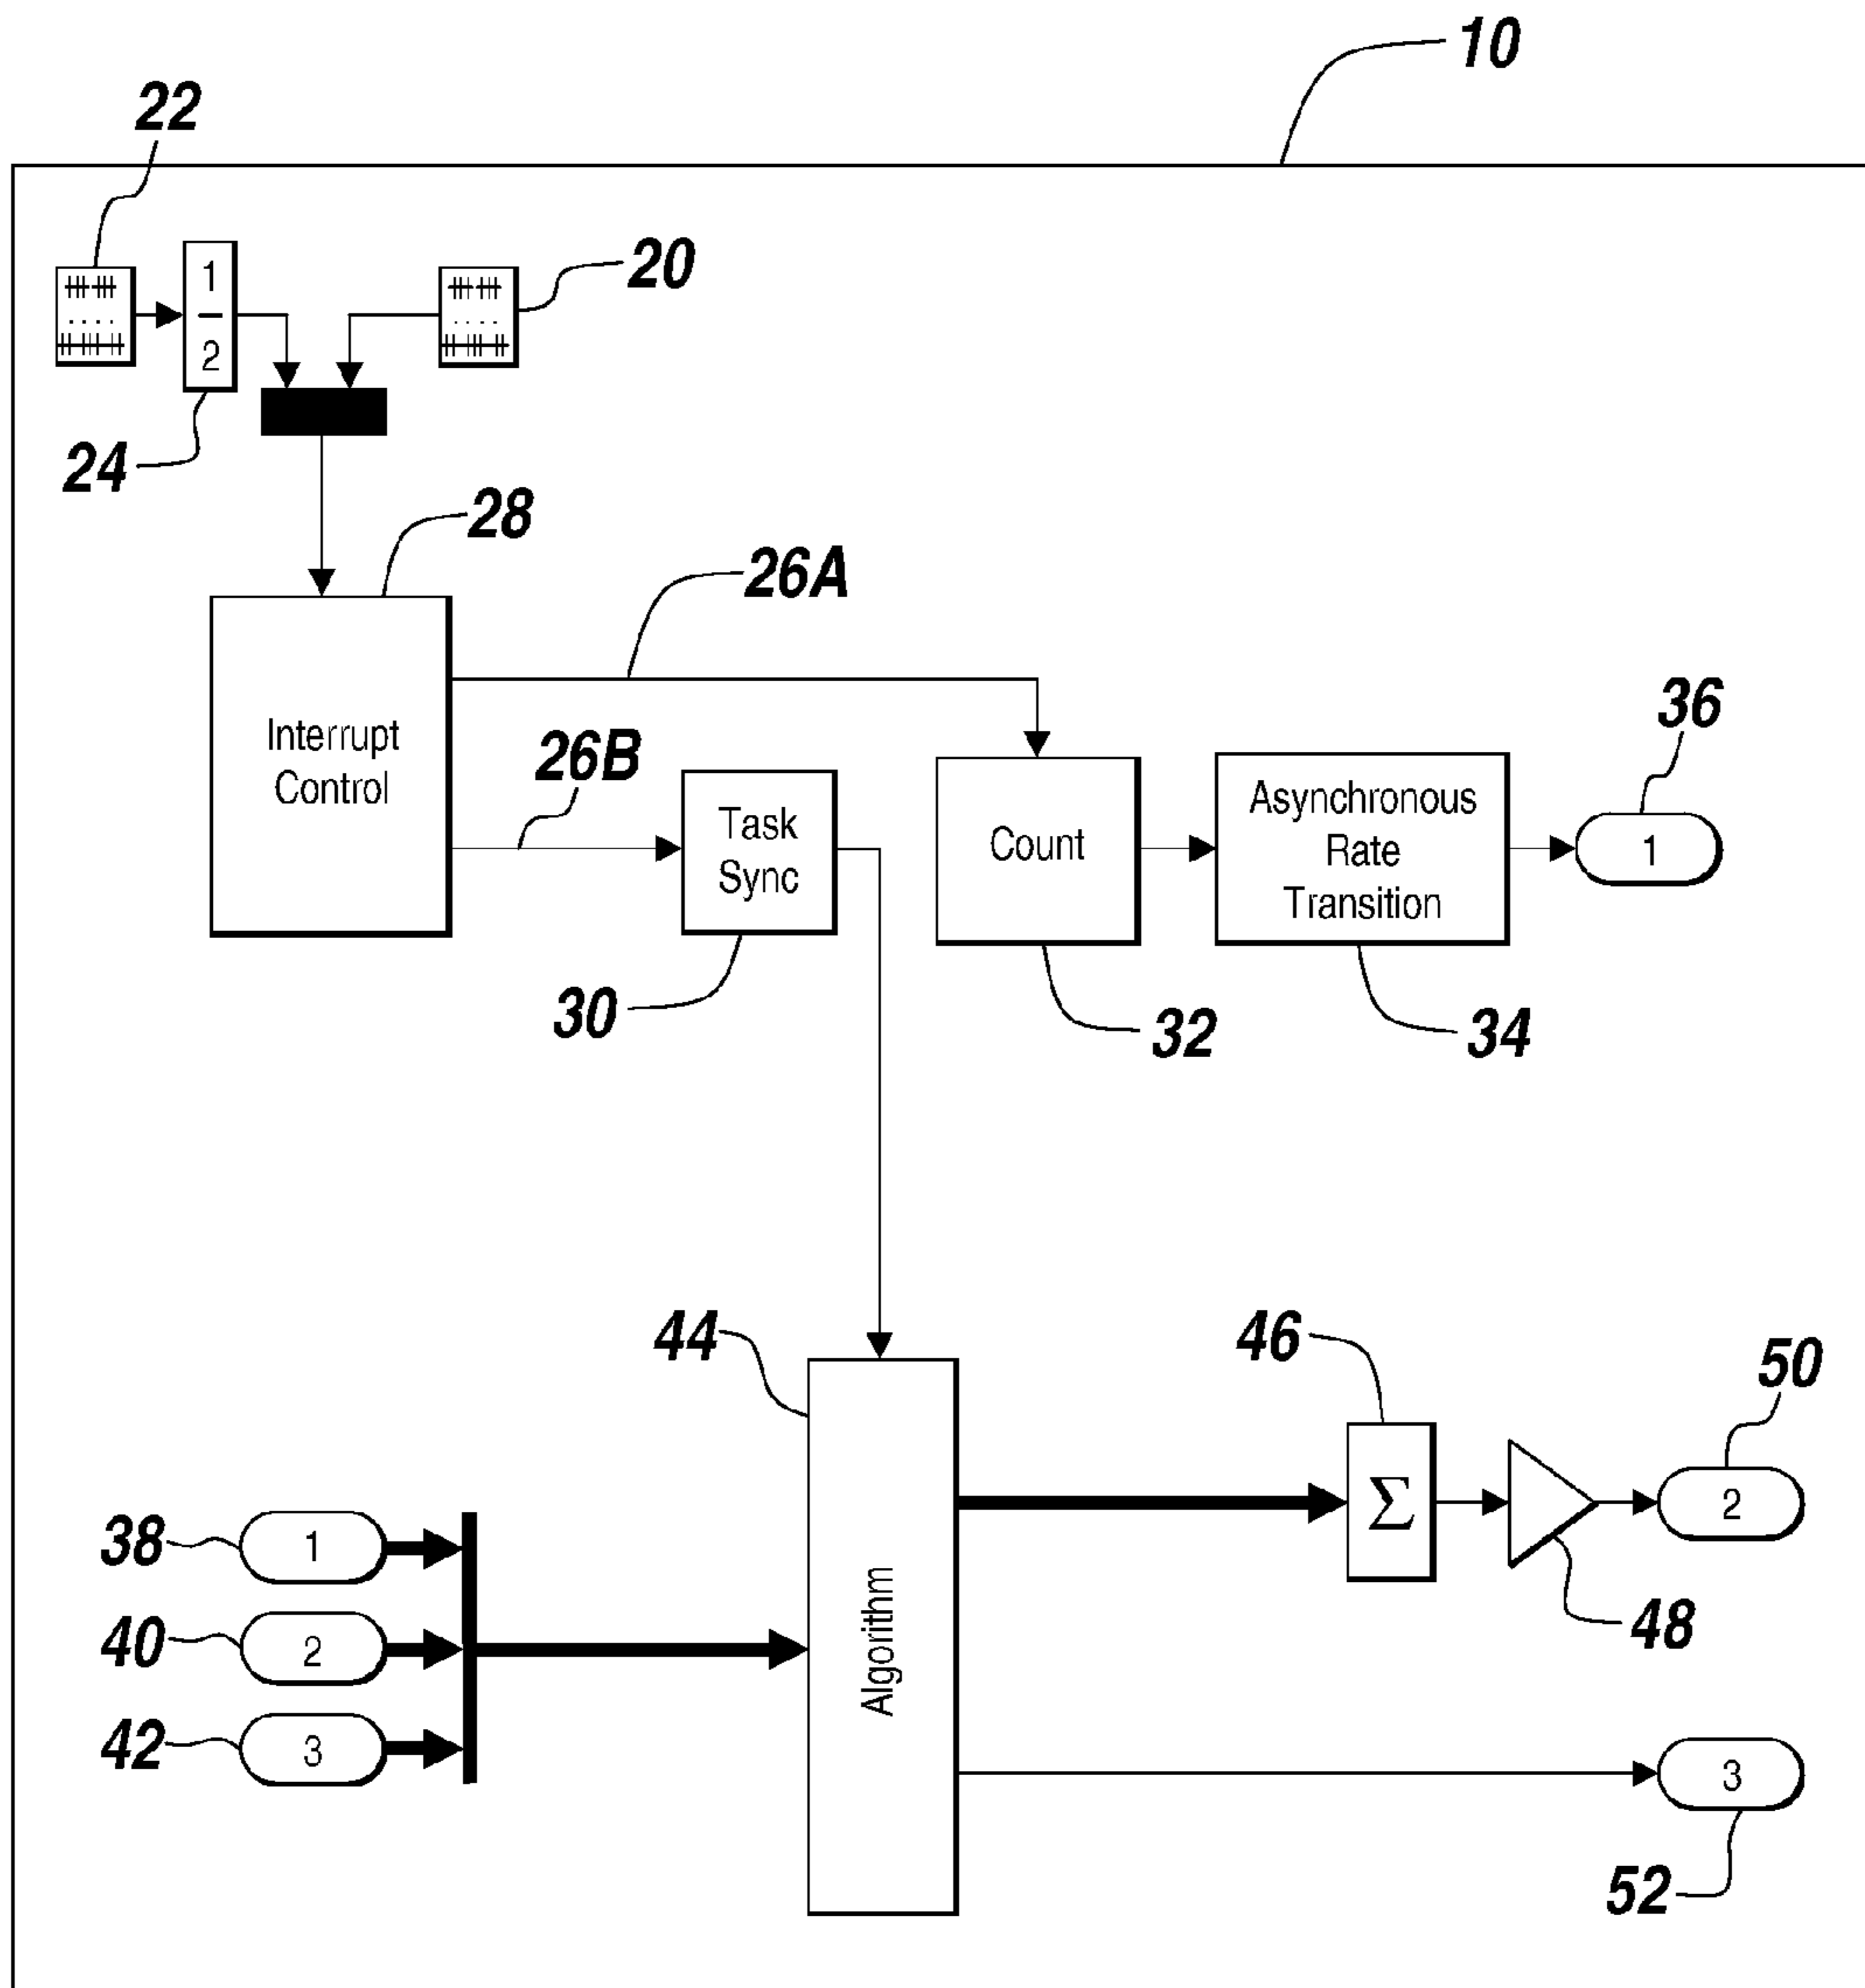 10
22
20
1
2
24
28
26A
Interrupt
Control
26B
Task
Sync
30
Count
32
Asynchronous
Rate
Transition
34
36
1
44
Algorithm
46
Σ
48
50
2
38
1
40
2
42
3
3
52